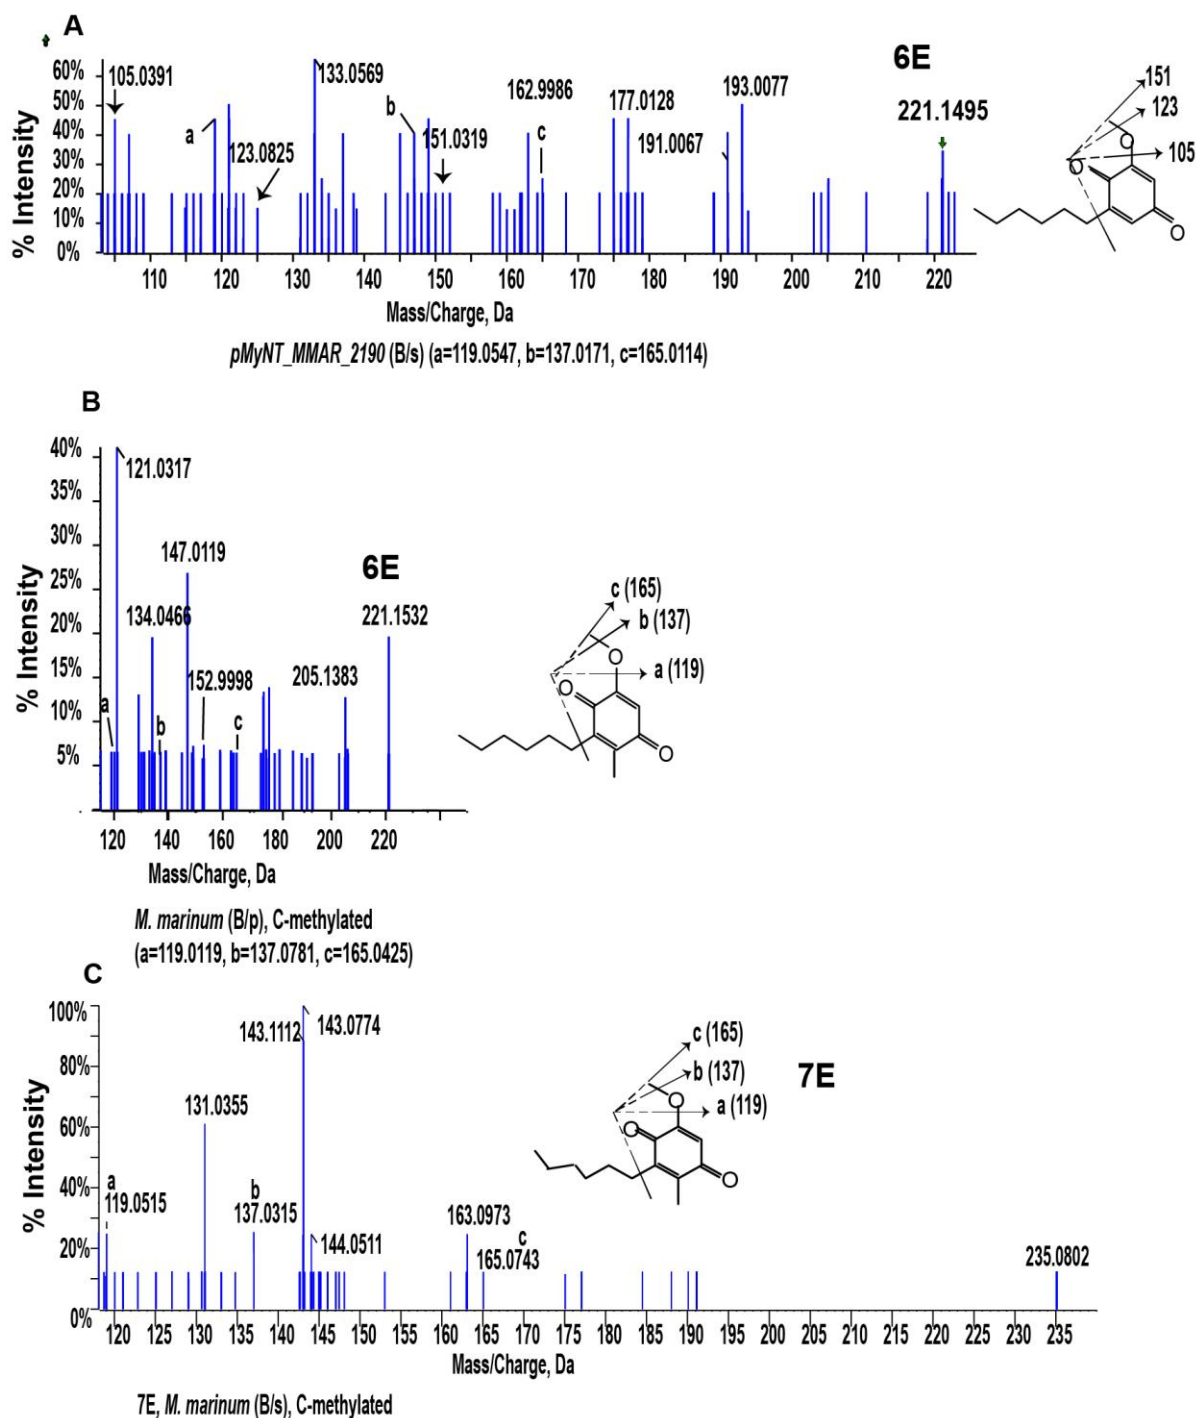 A
% Intensity
60%
50%
40%
30%
20%
10%
0%
105.0391
a
123.0825
133.0569
b
151.0319
162.9986
c
177.0128
191.0067
193.0077
6E
221.1495
151
123
105
O
O
O
110 120 130 140 150 160 170 180 190 200 210 220
Mass/Charge, Da
pMyNT_MMAR_2190 (B/s) (a=119.0547, b=137.0171, c=165.0114)
B
% Intensity
40%
35%
30%
25%
20%
15%
10%
5%
121.0317
147.0119
134.0466
152.9998
a
b
c
205.1383
221.1532
6E
c (165)
b (137)
a (119)
O
O
O
120 140 160 180 200 220
Mass/Charge, Da
M. marinum (B/p), C-methylated
(a=119.0119, b=137.0781, c=165.0425)
C
% Intensity
100%
80%
60%
40%
20%
0%
143.1112
143.0774
131.0355
a
119.0515
b
137.0315
144.0511
163.0973
c
165.0743
235.0802
c (165)
b (137)
a (119)
O
O
O
7E
120 125 130 135 140 145 150 155 160 165 170 175 180 185 190 195 200 205 210 215 220 225 230 235
Mass/Charge, Da
7E, M. marinum (B/s), C-methylated